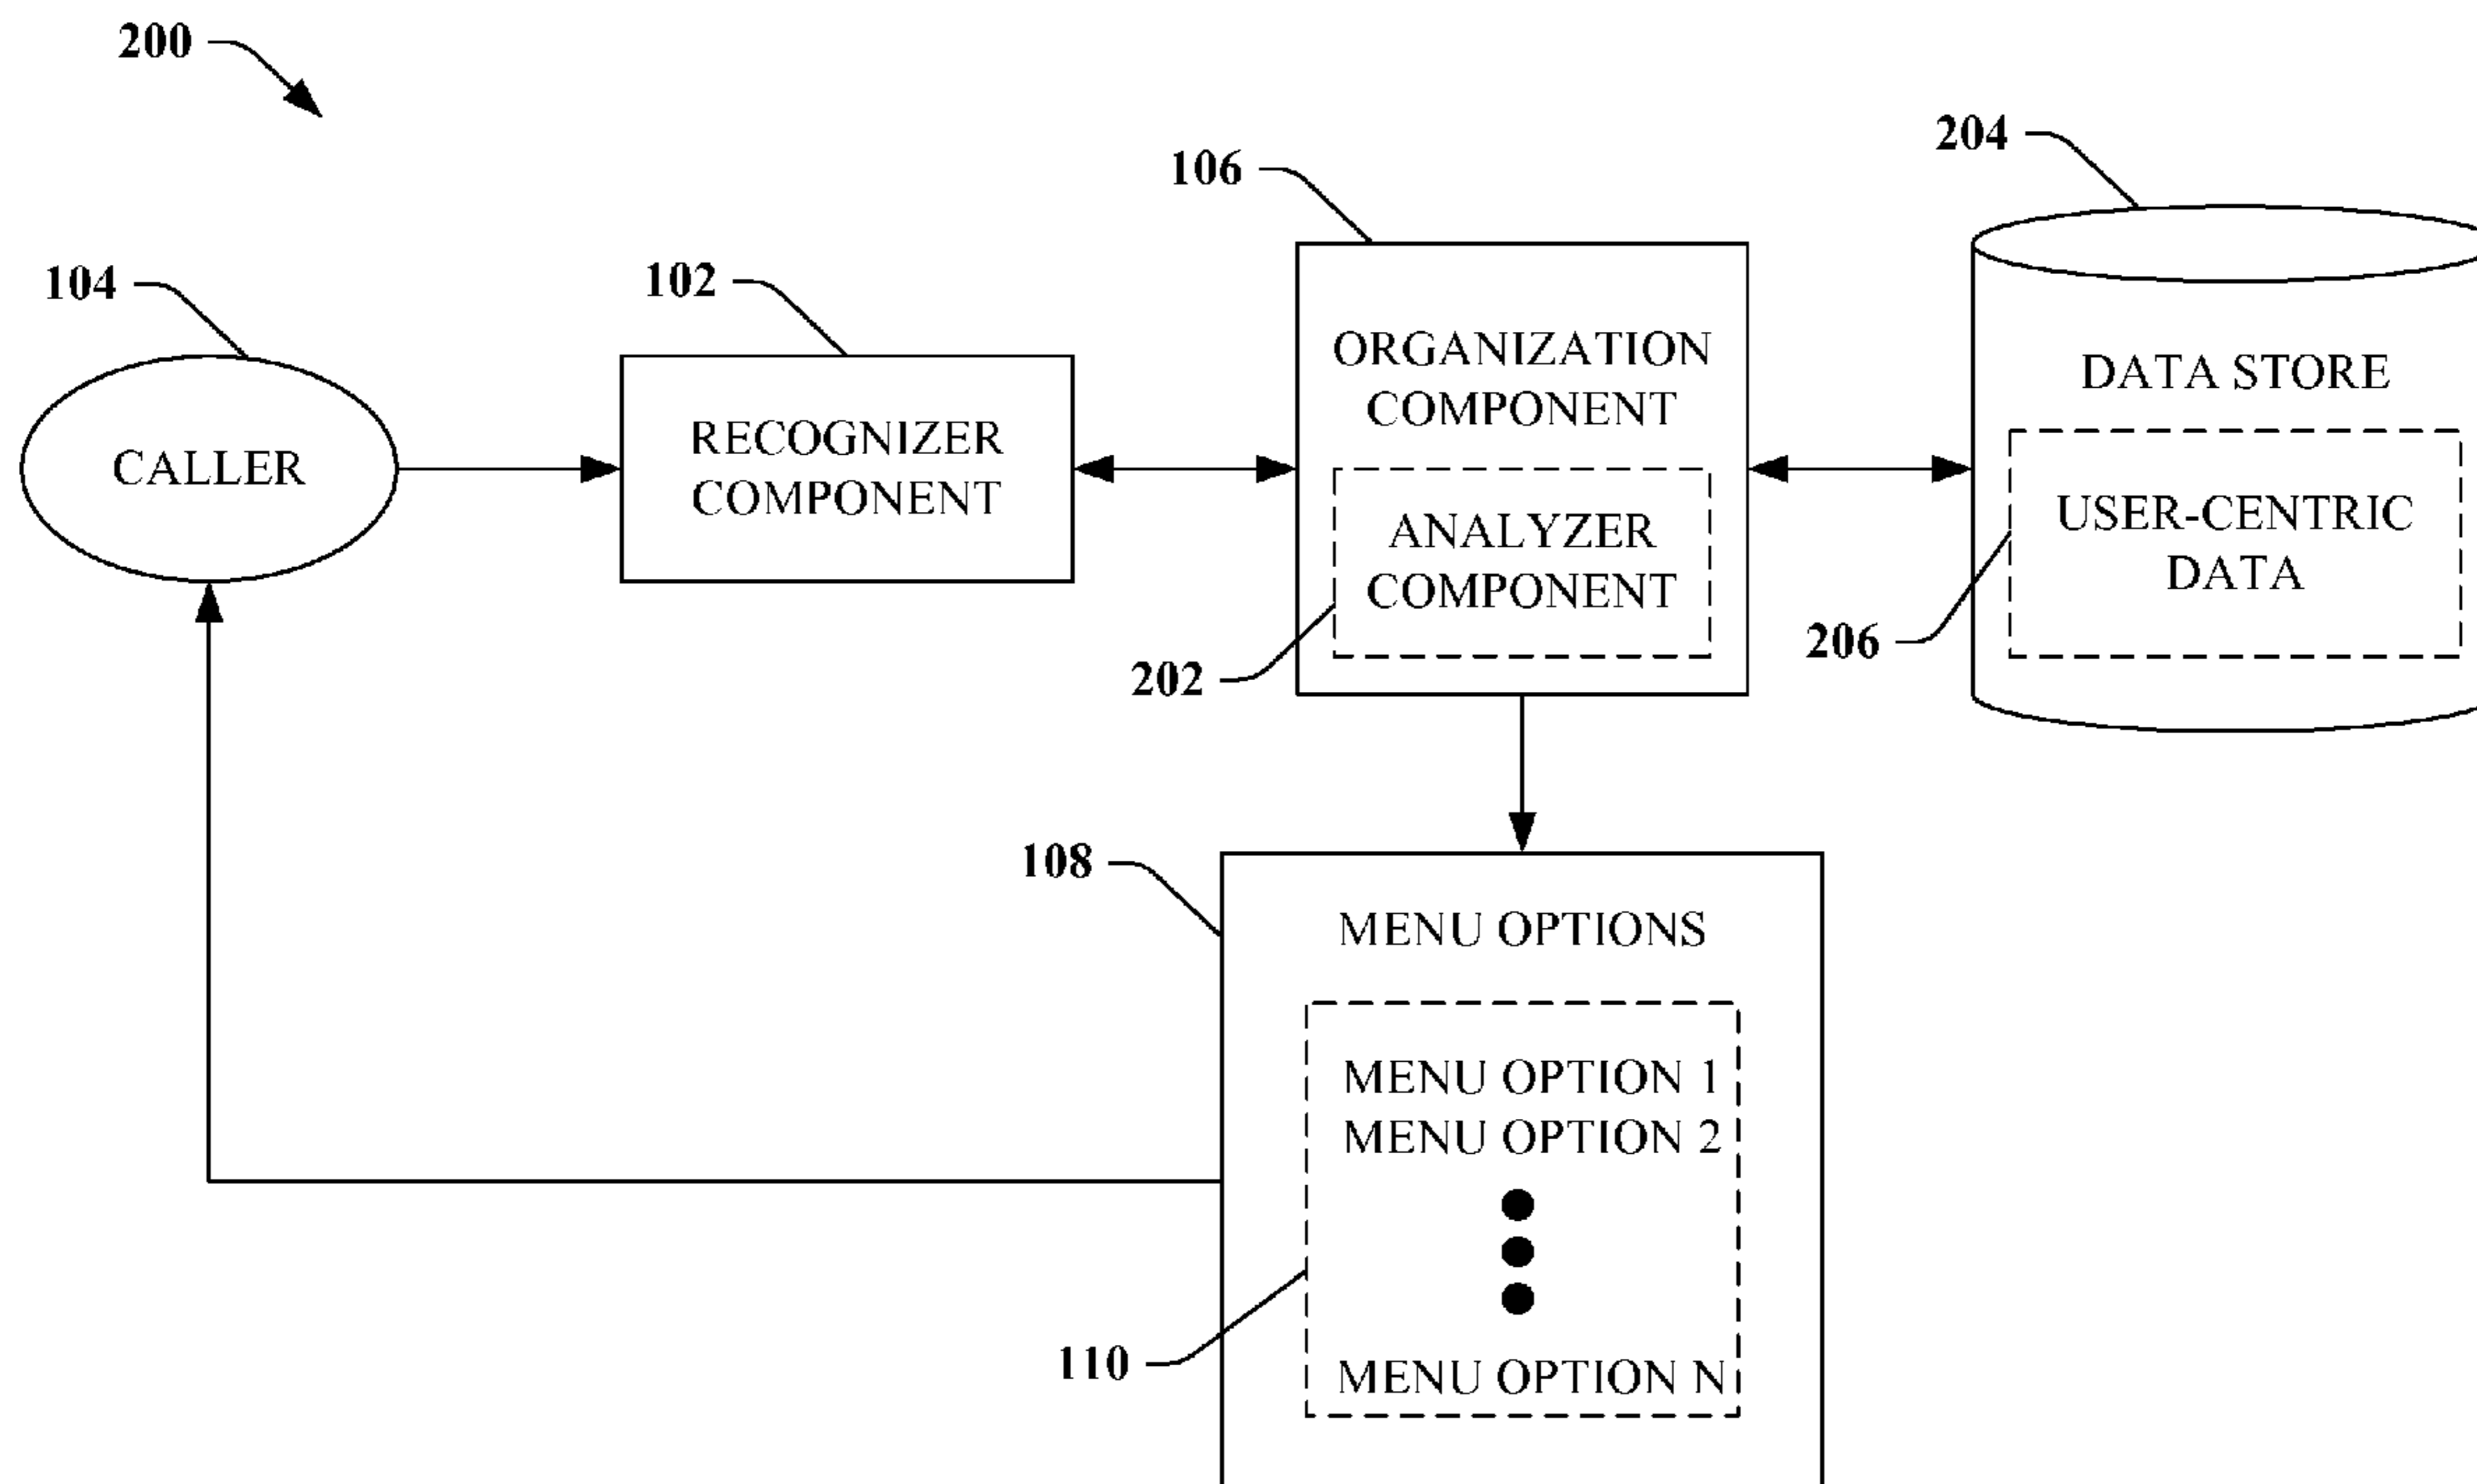 200
204
106
104
102
ORGANIZATION
COMPONENT
DATA STORE
CALLER
RECOGNIZER
COMPONENT
ANALYZER
COMPONENT
USER-CENTRIC
DATA
206
202
108
MENU OPTIONS
MENU OPTION 1
MENU OPTION 2
110
MENU OPTION N